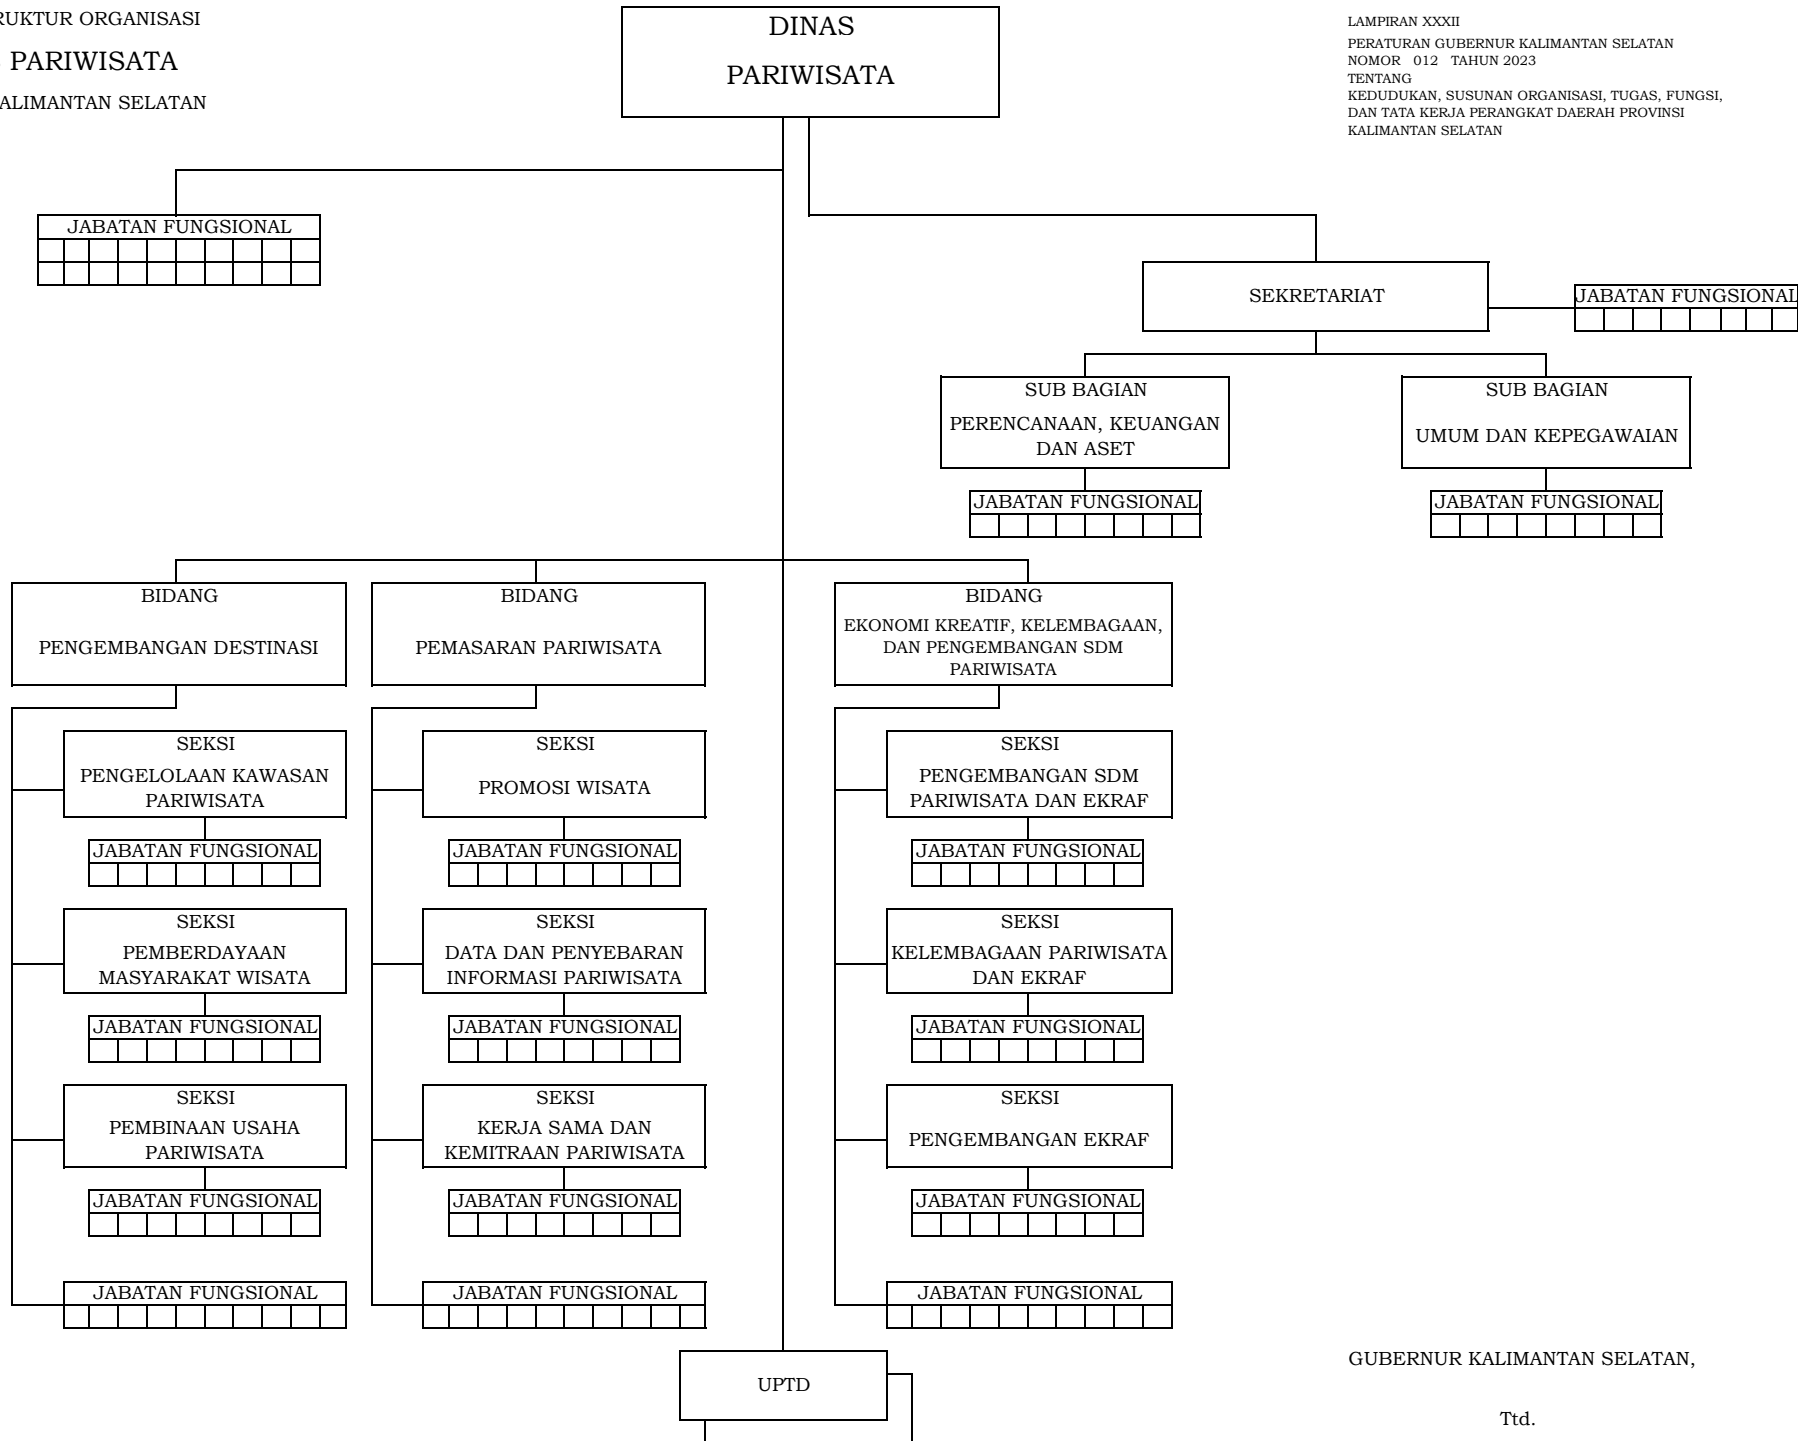 PARIWISATA
KALIMANTAN SELATAN
ORGANISASI
DINAS
PARIWISATA
LAMPIRAN XXXII
PERATURAN GUBERNUR KALIMANTAN SELATAN
NOMOR 012 TAHUN 2023
TENTANG
KEDUDUKAN, SUSUNAN ORGANISASI, TUGAS, FUNGSI,
DAN TATA KERJA PERANGKAT DAERAH PROVINSI
KALIMANTAN SELATAN
JABATAN FUNGSIONAL
SEKRETARIAT
JABATAN FUNGSIONAL
SUB BAGIAN
PERENCANAAN, KEUANGAN
DAN ASET
JABATAN FUNGSIONAL
SUB BAGIAN
UMUM DAN KEPEGAWAIAN
JABATAN FUNGSIONAL
BIDANG
PENGEMBANGAN DESTINASI
SEKSI
PENGELOLAAN KAWASAN
PARIWISATA
JABATAN FUNGSIONAL
SEKSI
PEMBERDAYAAN
MASYARAKAT WISATA
JABATAN FUNGSIONAL
SEKSI
PEMBINAAN USAHA
PARIWISATA
JABATAN FUNGSIONAL
JABATAN FUNGSIONAL
BIDANG
PEMASARAN PARIWISATA
SEKSI
PROMOSI WISATA
JABATAN FUNGSIONAL
SEKSI
DATA DAN PENYEBARAN
INFORMASI PARIWISATA
JABATAN FUNGSIONAL
SEKSI
KERJA SAMA DAN
KEMITRAAN PARIWISATA
JABATAN FUNGSIONAL
JABATAN FUNGSIONAL
BIDANG
EKONOMI KREATIF, KELEMBAGAAN,
DAN PENGEMBANGAN SDM
PARIWISATA
SEKSI
PENGEMBANGAN SDM
PARIWISATA DAN EKRAF
JABATAN FUNGSIONAL
SEKSI
KELEMBAGAAN PARIWISATA
DAN EKRAF
JABATAN FUNGSIONAL
SEKSI
PENGEMBANGAN EKRAF
JABATAN FUNGSIONAL
JABATAN FUNGSIONAL
UPTD
GUBERNUR KALIMANTAN SELATAN,
Ttd.